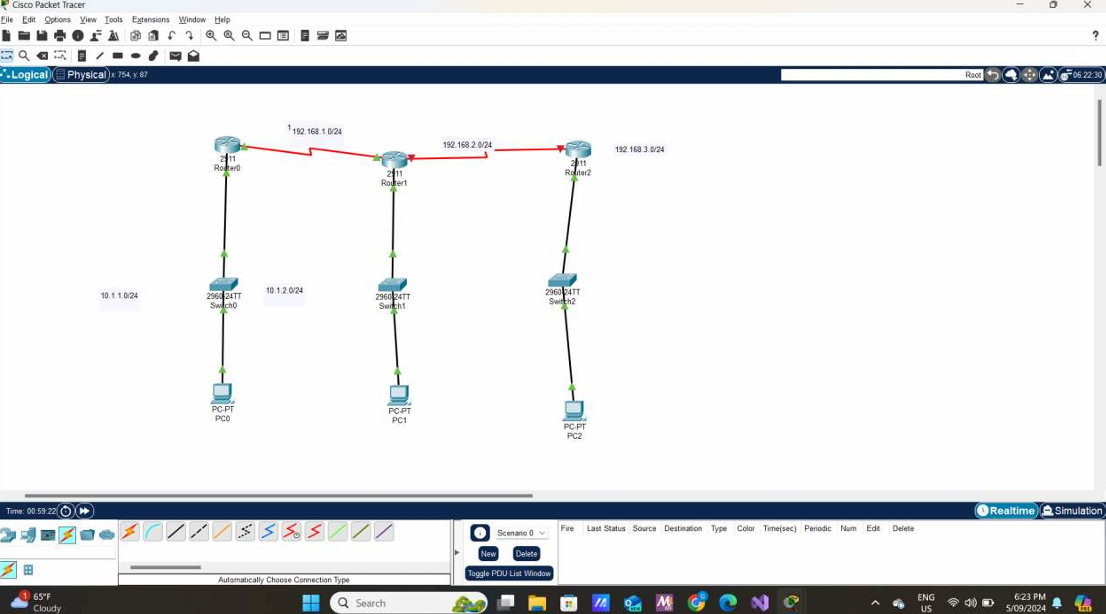 Cisco Packet Tracer
File Edit Options View Tools Extensions Window Help
?
Logical Physical x: 754, y: 87 Root 06:22:30
1 192.168.1.0/24
192.168.2.0/24
192.168.3.0/24
2911
Router0
2911
Router1
2911
Router2
10.1.1.0/24
2960-24TT
Switch0
10.1.2.0/24
2960-24TT
Switch1
2960-24TT
Switch2
PC-PT
PC0
PC-PT
PC1
PC-PT
PC2
Time: 00:59:22 Realtime Simulation
Scenario 0
New Delete
Toggle PDU List Window
Fire Last Status Source Destination Type Color Time(sec) Periodic Num Edit Delete
Automatically Choose Connection Type
1 65°F
Cloudy
Search
ENG
US
6:23 PM
5/09/2024